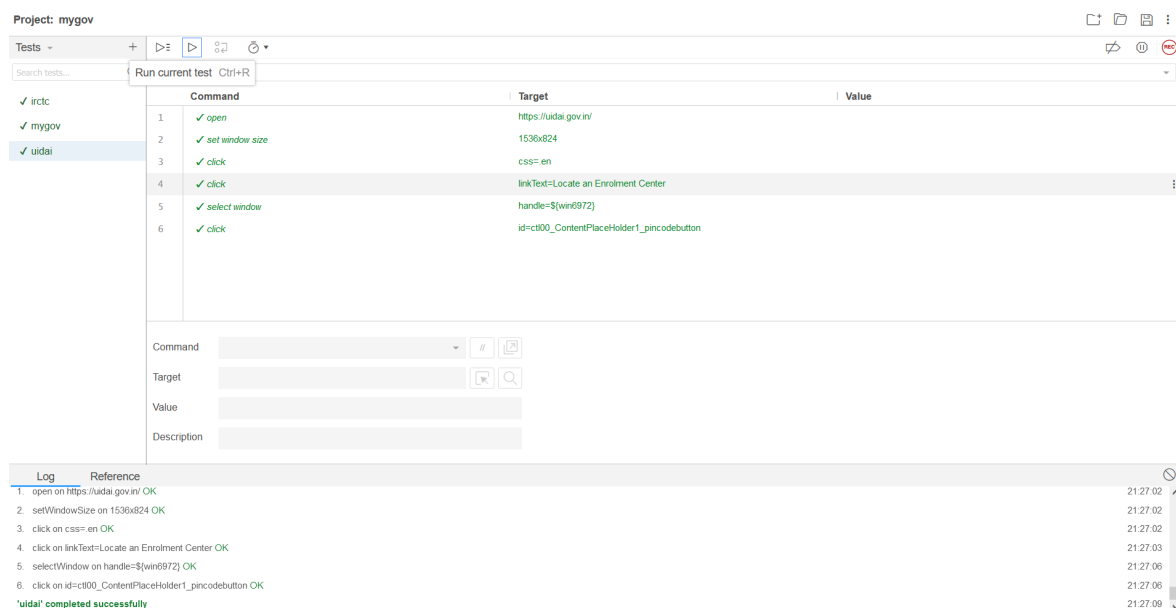 Project: mygov
Tests
Search tests...
Run current test Ctrl+R
REC
✓ irctc
✓ mygov
✓ uidai
Command Target Value
1 ✓ open https://uidai.gov.in/
2 ✓ set window size 1536x824
3 ✓ click css=.en
4 ✓ click linkText=Locate an Enrolment Center
5 ✓ select window handle=${win6972}
6 ✓ click id=ctl00_ContentPlaceHolder1_pincodebutton
Command //
Target
Value
Description
Log Reference
1. open on https://uidai.gov.in/ OK 21:27:02
2. setWindowSize on 1536x824 OK 21:27:02
3. click on css=.en OK 21:27:02
4. click on linkText=Locate an Enrolment Center OK 21:27:03
5. selectWindow on handle=${win6972} OK 21:27:06
6. click on id=ctl00_ContentPlaceHolder1_pincodebutton OK 21:27:06
'uidai' completed successfully 21:27:09